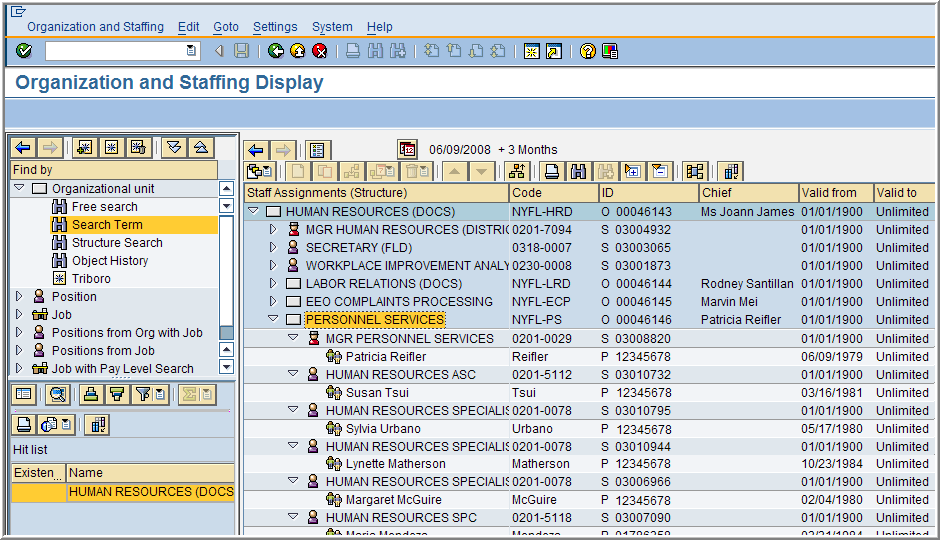 Organization and Staffing Edit Goto Settings System Help
Organization and Staffing Display
06/09/2008 + 3 Months
Find by
Organizational unit
Free search
Search Term
Structure Search
Object History
Triboro
Position
Job
Positions from Org with Job
Positions from Job
Job with Pay Level Search
Hit list
Existen... Name
HUMAN RESOURCES (DOCS
Staff Assignments (Structure) Code ID Chief Valid from Valid to
HUMAN RESOURCES (DOCS) NYFL-HRD O 00046143 Ms Joann James 01/01/1900 Unlimited
MGR HUMAN RESOURCES (DISTRIC 0201-7094 S 03004932 01/01/1900 Unlimited
SECRETARY (FLD) 0318-0007 S 03003065 01/01/1900 Unlimited
WORKPLACE IMPROVEMENT ANALY 0230-0008 S 03001873 01/01/1900 Unlimited
LABOR RELATIONS (DOCS) NYFL-LRD O 00046144 Rodney Santillan 01/01/1900 Unlimited
EEO COMPLAINTS PROCESSING NYFL-ECP O 00046145 Marvin Mei 01/01/1900 Unlimited
PERSONNEL SERVICES NYFL-PS O 00046146 Patricia Reifler 01/01/1900 Unlimited
MGR PERSONNEL SERVICES 0201-0029 S 03008820 01/01/1900 Unlimited
Patricia Reifler Reifler P 12345678 06/09/1979 Unlimited
HUMAN RESOURCES ASC 0201-5112 S 03010732 01/01/1900 Unlimited
Susan Tsui Tsui P 12345678 03/16/1981 Unlimited
HUMAN RESOURCES SPECIALIS 0201-0078 S 03010795 01/01/1900 Unlimited
Sylvia Urbano Urbano P 12345678 05/17/1980 Unlimited
HUMAN RESOURCES SPECIALIS 0201-0078 S 03010944 01/01/1900 Unlimited
Lynette Matherson Matherson P 12345678 10/23/1984 Unlimited
HUMAN RESOURCES SPECIALIS 0201-0078 S 03006966 01/01/1900 Unlimited
Margaret McGuire McGuire P 12345678 02/04/1980 Unlimited
HUMAN RESOURCES SPC 0201-5118 S 03007090 01/01/1900 Unlimited